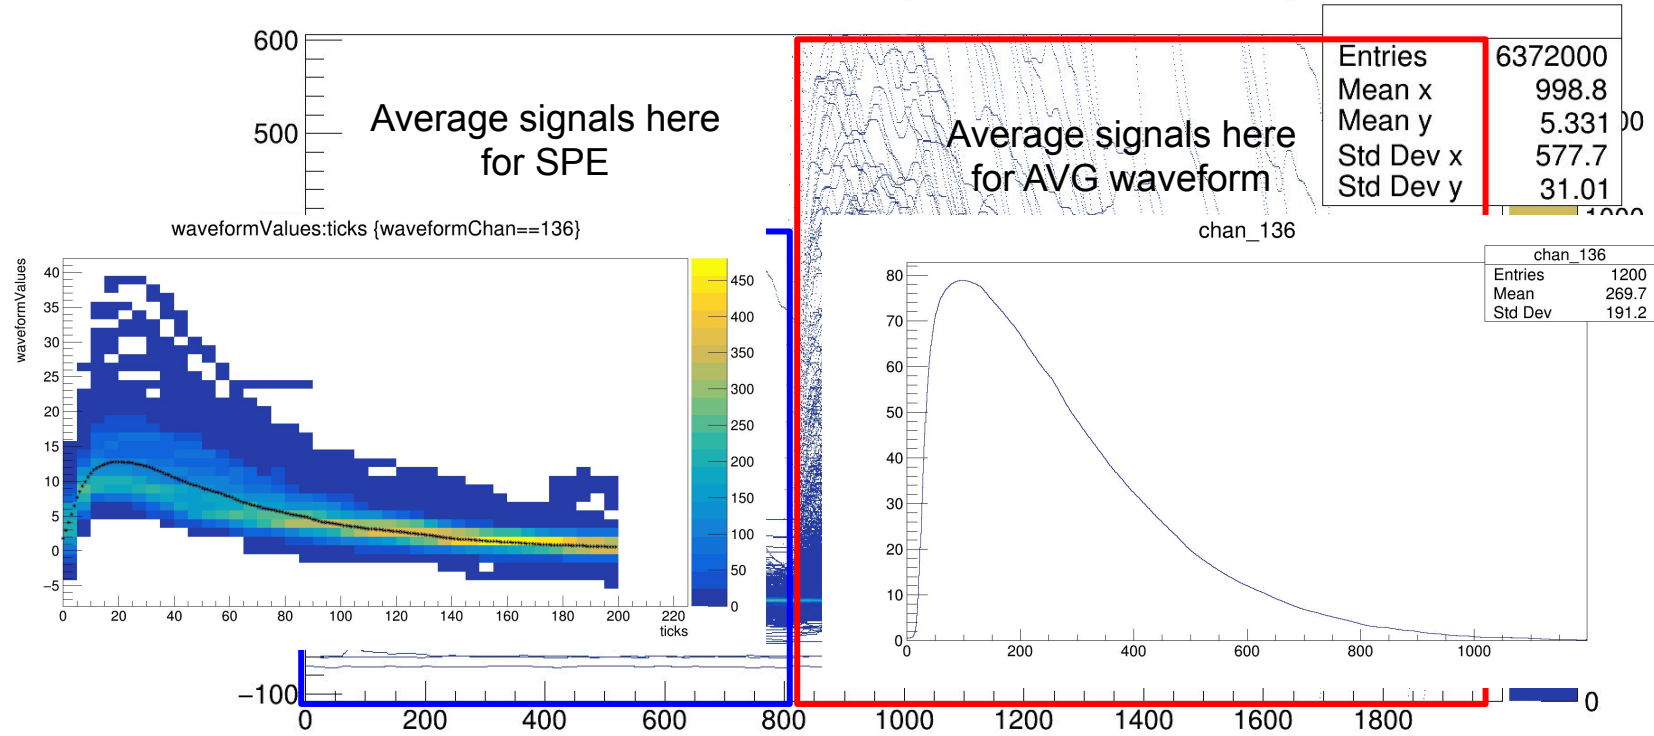 600
500
−100
0 200 400 600 800 1000 1200 1400 1600 1800
Average signals here
for SPE
Average signals here
for AVG waveform
Entries 6372000
Mean x 998.8
Mean y 5.331
Std Dev x 577.7
Std Dev y 31.01
0
waveformValues:ticks {waveformChan==136}
waveformValues
40
35
30
25
20
15
10
5
0
−5
0 20 40 60 80 100 120 140 160 180 200 220
ticks
450
400
350
300
250
200
150
100
50
0
chan_136
chan_136
Entries 1200
Mean 269.7
Std Dev 191.2
80
70
60
50
40
30
20
10
0
0 200 400 600 800 1000